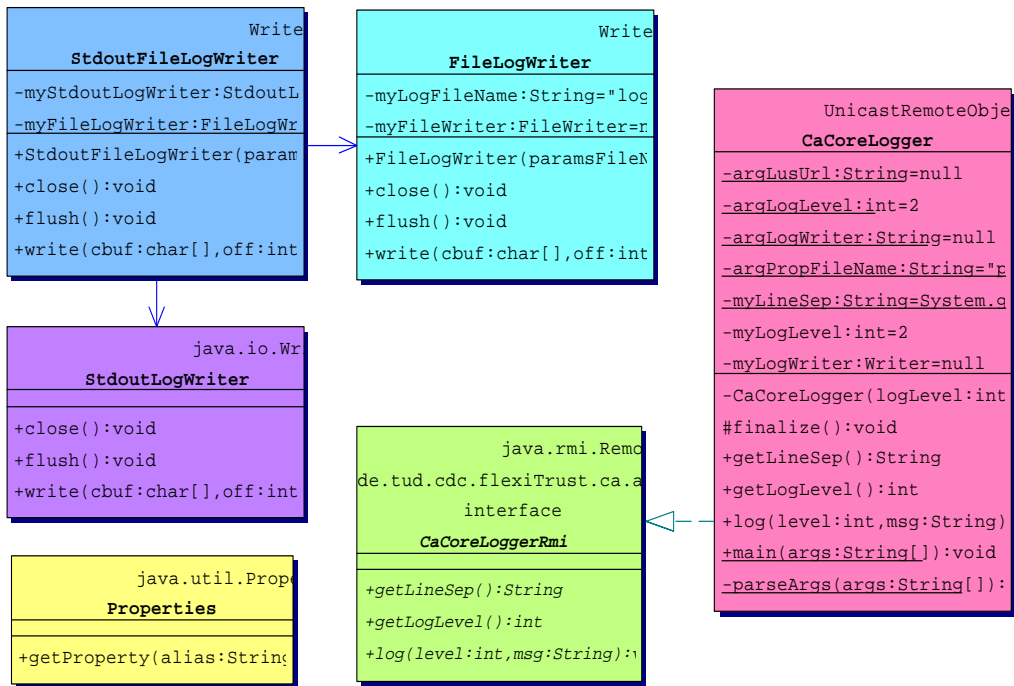 Write
StdoutFileLogWriter
-myStdoutLogWriter:StdoutL
-myFileLogWriter:FileLogWr
+StdoutFileLogWriter(param
+close():void
+flush():void
+write(cbuf:char[],off:int
Write
FileLogWriter
-myLogFileName:String="log
-myFileWriter:FileWriter=n
+FileLogWriter(paramsFileN
+close():void
+flush():void
+write(cbuf:char[],off:int
UnicastRemoteObje
CaCoreLogger
-argLusUrl:String=null
-argLogLevel:int=2
-argLogWriter:String=null
-argPropFileName:String="p
-myLineSep:String=System.g
-myLogLevel:int=2
-myLogWriter:Writer=null
-CaCoreLogger(logLevel:int
#finalize():void
+getLineSep():String
+getLogLevel():int
+log(level:int,msg:String)
+main(args:String[]):void
-parseArgs(args:String[]):
java.io.Wr
StdoutLogWriter
+close():void
+flush():void
+write(cbuf:char[],off:int
java.rmi.Remo
de.tud.cdc.flexiTrust.ca.a
interface
CaCoreLoggerRmi
+getLineSep():String
+getLogLevel():int
+log(level:int,msg:String):v
java.util.Prope
Properties
+getProperty(alias:String